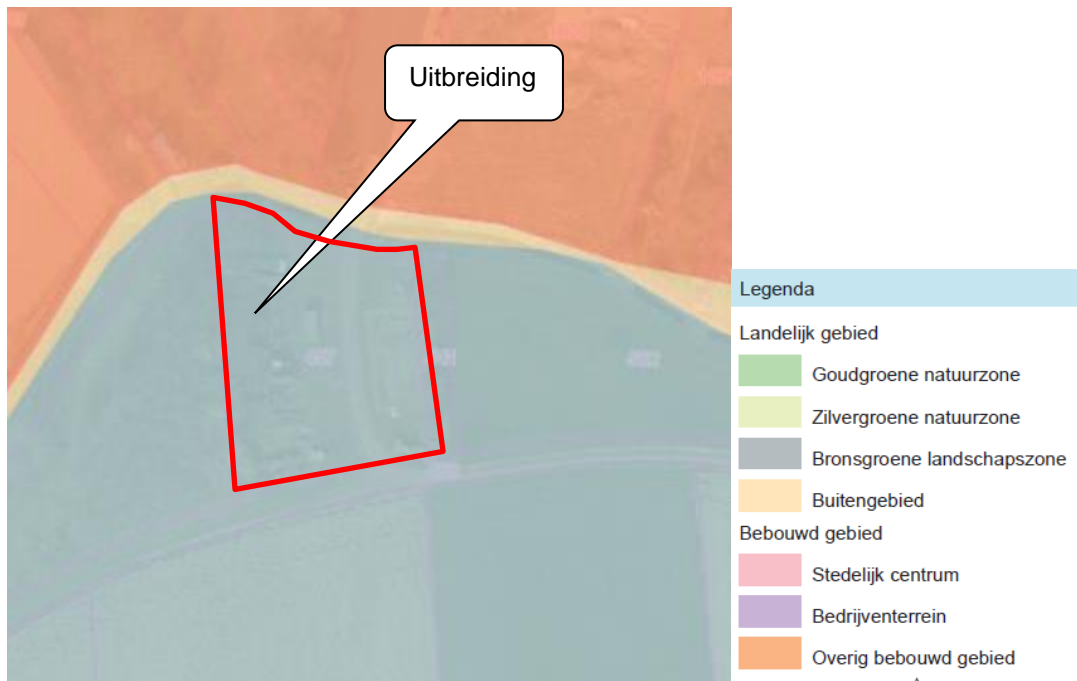 Uitbreiding
Legenda
Landelijk gebied
Goudgroene natuurzone
Zilvergroene natuurzone
Bronsgroene landschapszone
Buitengebied
Bebouwd gebied
Stedelijk centrum
Bedrijventerrein
Overig bebouwd gebied